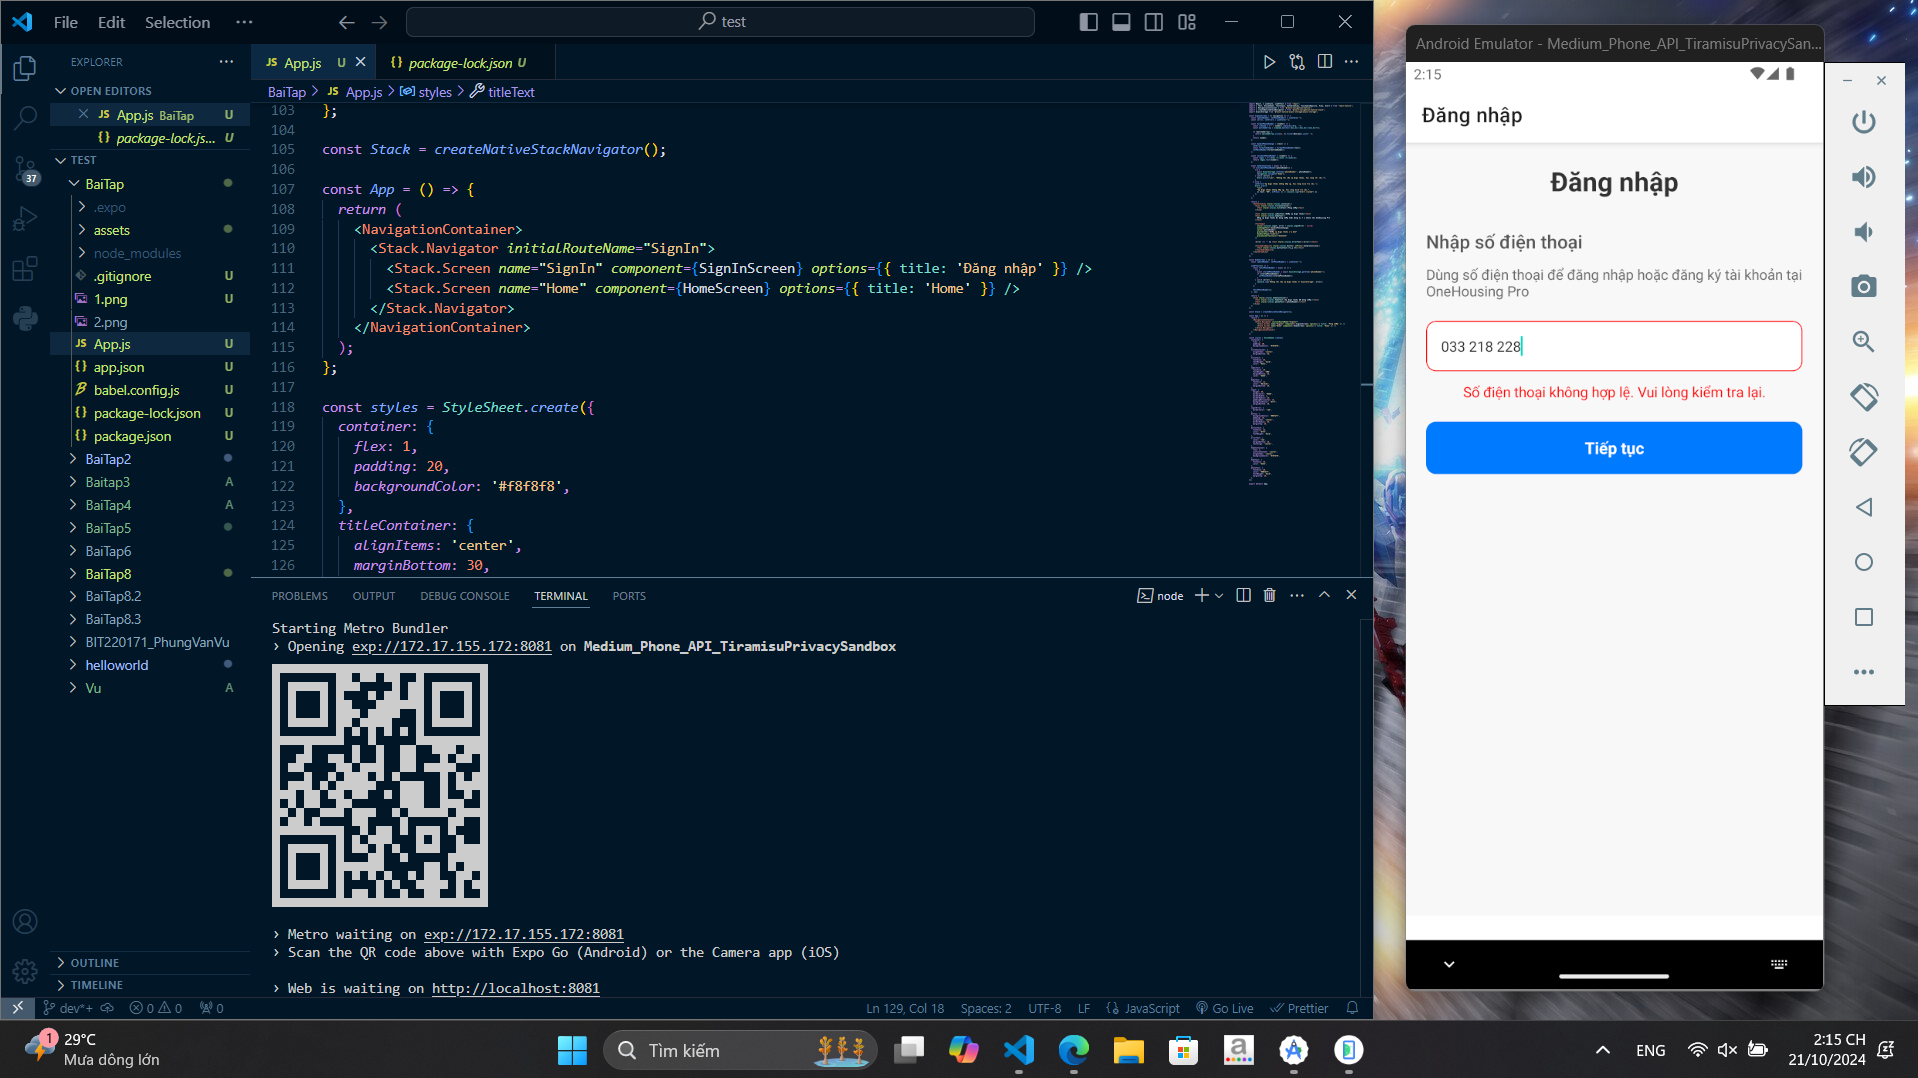 File Edit Selection ···
test
EXPLORER
OPEN EDITORS
App.js BaiTap U
{} package-lock.js... U
TEST
BaiTap
.expo
assets
node_modules
.gitignore U
1.png U
2.png
JS App.js U
{} app.json U
babel.config.js U
{} package-lock.json U
{} package.json U
BaiTap2
Baitap3 A
BaiTap4 A
BaiTap5
BaiTap6
BaiTap8
BaiTap8.2
BaiTap8.3
BIT220171_PhungVanVu
helloworld
Vu A
OUTLINE
TIMELINE
37
JS App.js U
{} package-lock.json U
BaiTap > JS App.js > styles > titleText
103 };
104
105 const Stack = createNativeStackNavigator();
106
107 const App = () => {
108 return (
109 <NavigationContainer>
110 <Stack.Navigator initialRouteName="SignIn">
111 <Stack.Screen name="SignIn" component={SignInScreen} options={{ title: 'Đăng nhập' }} />
112 <Stack.Screen name="Home" component={HomeScreen} options={{ title: 'Home' }} />
113 </Stack.Navigator>
114 </NavigationContainer>
115 );
116 };
117
118 const styles = StyleSheet.create({
119 container: {
120 flex: 1,
121 padding: 20,
122 backgroundColor: '#f8f8f8',
123 },
124 titleContainer: {
125 alignItems: 'center',
126 marginBottom: 30,
PROBLEMS OUTPUT DEBUG CONSOLE TERMINAL PORTS
node
Starting Metro Bundler
› Opening exp://172.17.155.172:8081 on Medium_Phone_API_TiramisuPrivacySandbox
› Metro waiting on exp://172.17.155.172:8081
› Scan the QR code above with Expo Go (Android) or the Camera app (iOS)
› Web is waiting on http://localhost:8081
dev*+ 0 0 0
Ln 129, Col 18 Spaces: 2 UTF-8 LF {} JavaScript Go Live Prettier
Android Emulator - Medium_Phone_API_TiramisuPrivacySan...
2:15
Đăng nhập
Đăng nhập
Nhập số điện thoại
Dùng số điện thoại để đăng nhập hoặc đăng ký tài khoản tại
OneHousing Pro
033 218 228
Số điện thoại không hợp lệ. Vui lòng kiểm tra lại.
Tiếp tục
1
29°C
Mưa dông lớn
Tìm kiếm
ENG
2:15 CH
21/10/2024